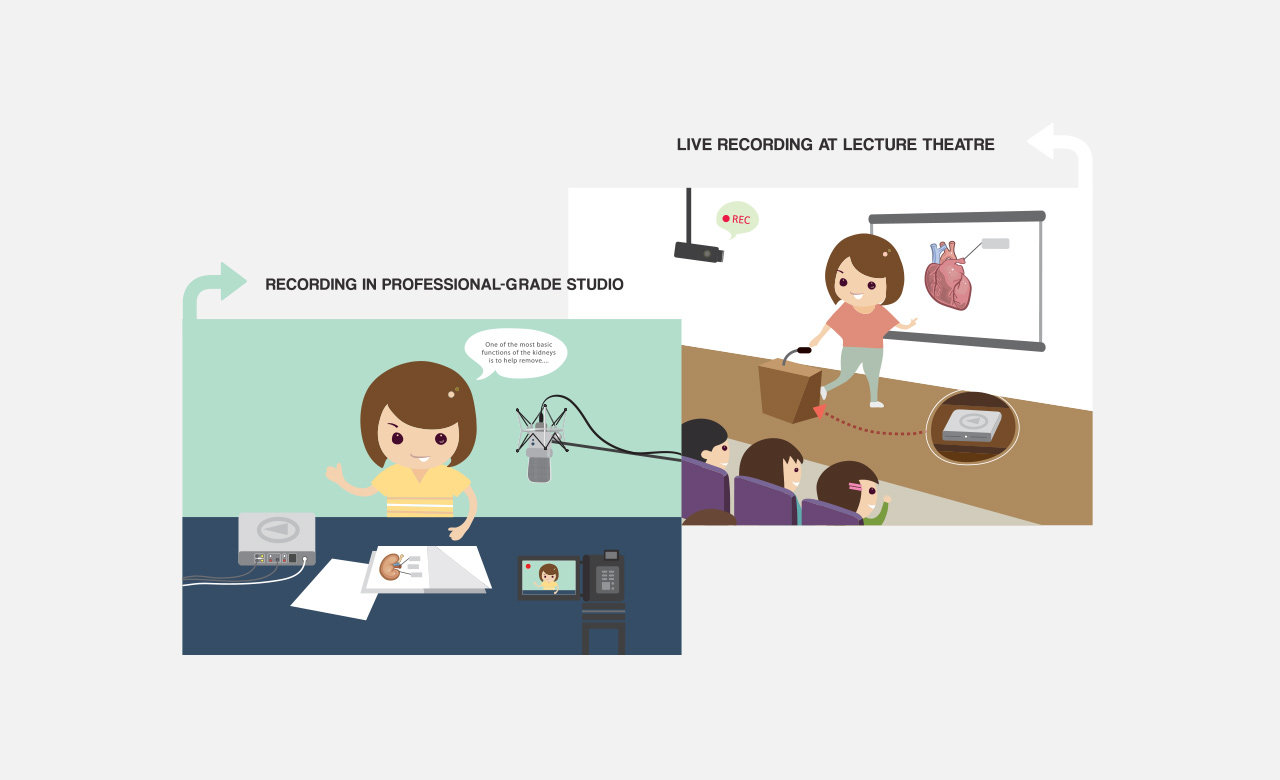 LIVE RECORDING AT LECTURE THEATRE
REC
RECORDING IN PROFESSIONAL-GRADE STUDIO
One of the most basic
functions of the kidneys
is to help remove....